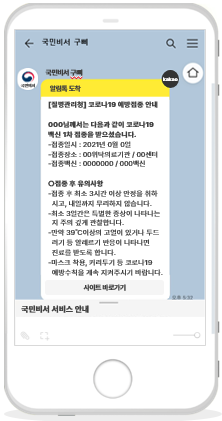 국민비서 구삐
국민비서 구삐
알림톡 도착
kakao
국민비서
[질병관리청] 코로나19 예방접종 안내
000님께서는 다음과 같이 코로나19
백신 1차 접종을 받으셨습니다.
-접종일시 : 2021년 0월 0일
-접종장소 : 00위탁의료기관 / 00센터
-접종백신 : 0000000 / 000백신
○접종 후 유의사항
-접종 후 최소 3시간 이상 안정을 취하
시고, 내일까지 무리하지 않습니다.
-최소 3일간은 특별한 증상이 나타나는
지 주의 깊게 관찰합니다.
-만약 39℃이상의 고열이 있거나 두드
러기 등 알레르기 반응이 나타나면
진료를 받도록 합니다.
-마스크 착용, 거리두기 등 코로나19
예방수칙을 계속 지켜주시기 바랍니다.
사이트 바로가기
국민비서 서비스 안내